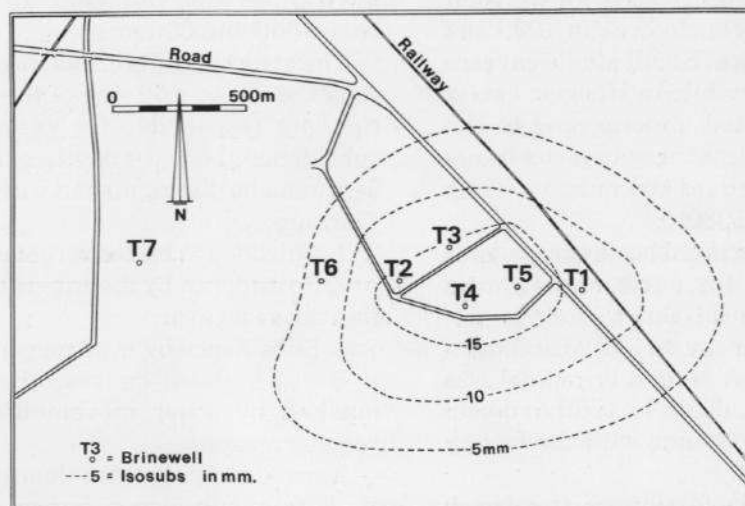 Road
Railway
0 500m
N
T7
T3
T6
T2
T5
T1
T4
15
10
5mm
T3 = Brinewell
5 = Isosubs in mm.